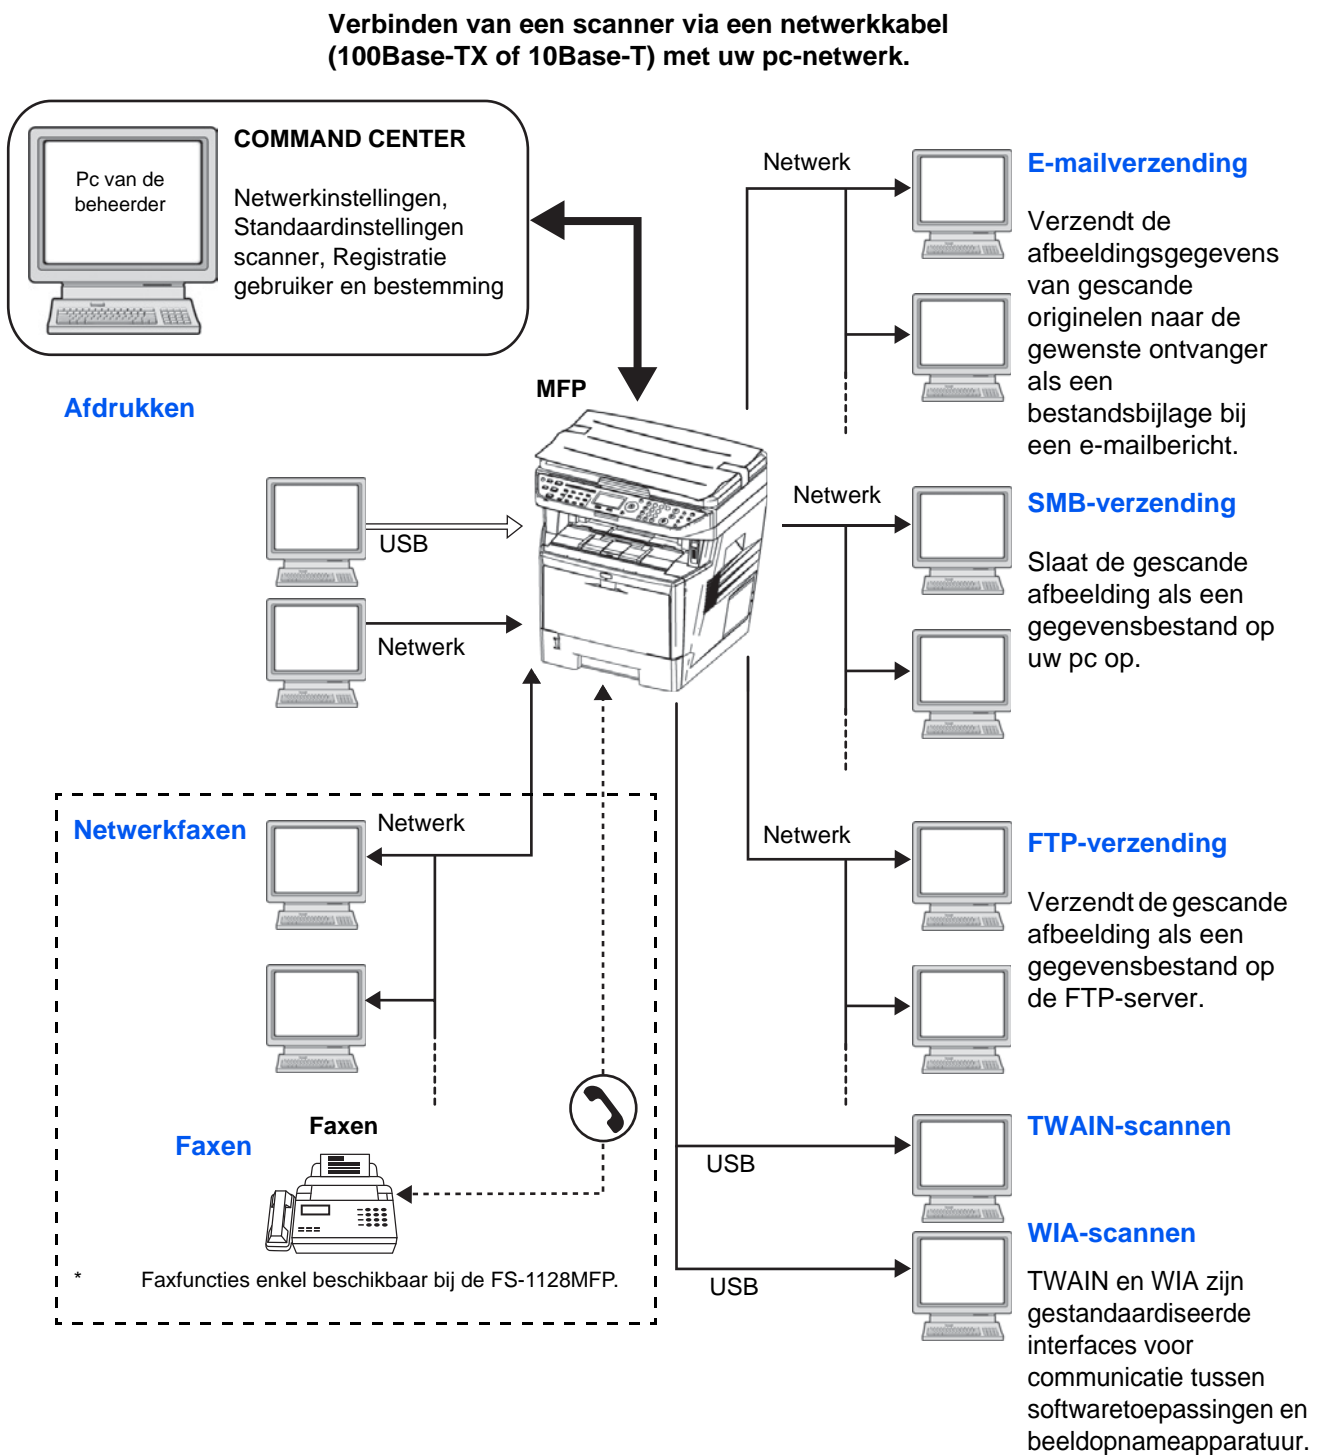 Verbinden van een scanner via een netwerkkabel
(100Base-TX of 10Base-T) met uw pc-netwerk.
Pc van de
beheerder
COMMAND CENTER
Netwerkinstellingen,
Standaardinstellingen
scanner, Registratie
gebruiker en bestemming
Netwerk
E-mailverzending
Verzendt de
afbeeldingsgegevens
van gescande
originelen naar de
gewenste ontvanger
als een
bestandsbijlage bij
een e-mailbericht.
Afdrukken
MFP
USB
Netwerk
Netwerk
SMB-verzending
Slaat de gescande
afbeelding als een
gegevensbestand op
uw pc op.
Netwerkfaxen
Netwerk
Netwerk
FTP-verzending
Verzendt de gescande
afbeelding als een
gegevensbestand op
de FTP-server.
Faxen
Faxen
* Faxfuncties enkel beschikbaar bij de FS-1128MFP.
USB
TWAIN-scannen
USB
WIA-scannen
TWAIN en WIA zijn
gestandaardiseerde
interfaces voor
communicatie tussen
softwaretoepassingen en
beeldopnameapparatuur.